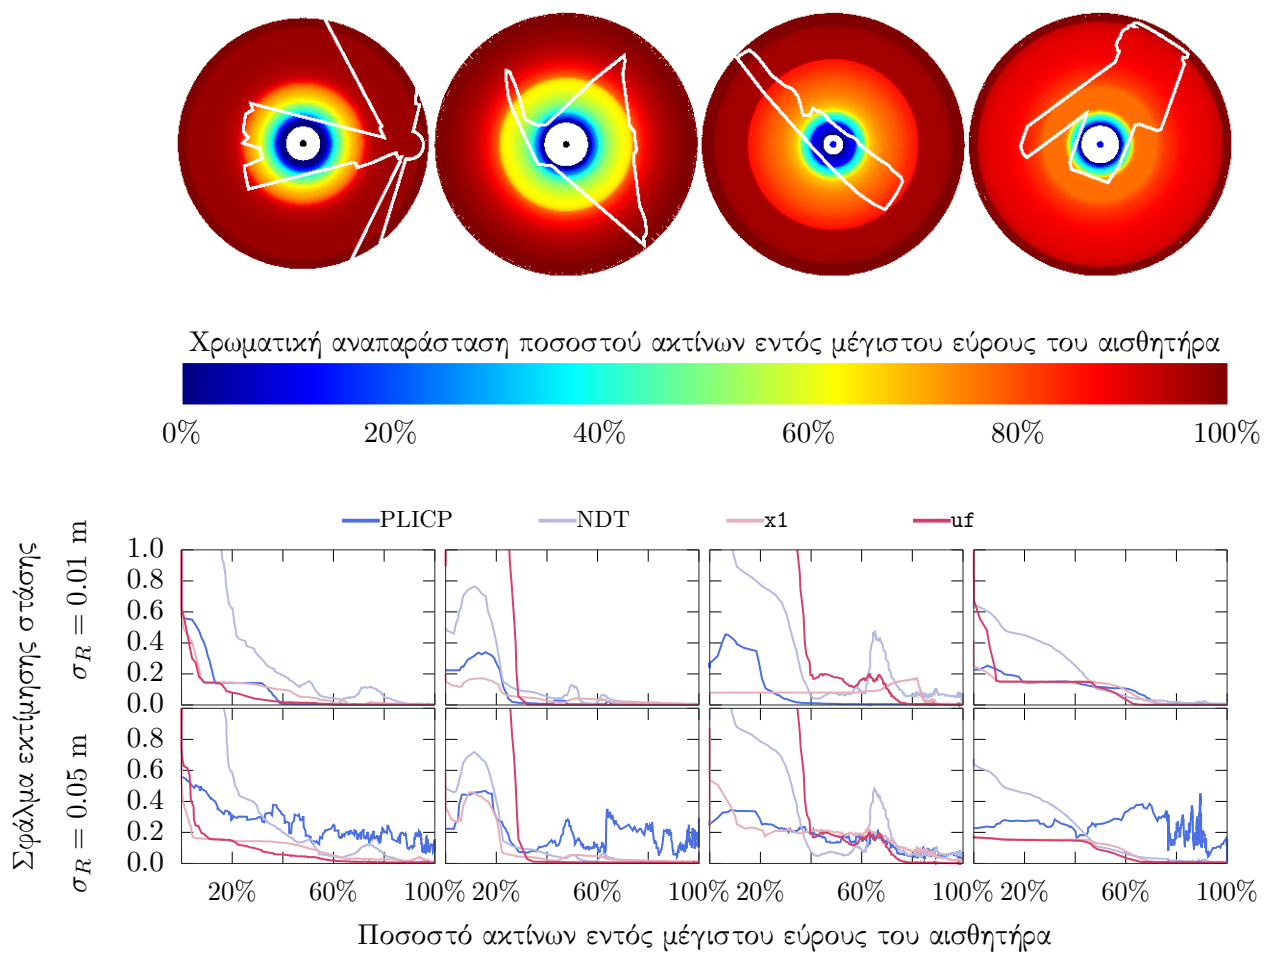 Χρωματική αναπαράσταση ποσοστού ακτίνων εντός μέγιστου εύρους του αισθητήρα
0% 20% 40% 60% 80% 100%
PLICP NDT x1 uf
Σφάλμα εκτίμησης στάσης
σR = 0.01 m
1.0
0.8
0.6
0.4
0.2
0.0
σR = 0.05 m
0.8
0.6
0.4
0.2
0.0
20% 60% 100% 20% 60% 100% 20% 60% 100% 20% 60% 100%
Ποσοστό ακτίνων εντός μέγιστου εύρους του αισθητήρα